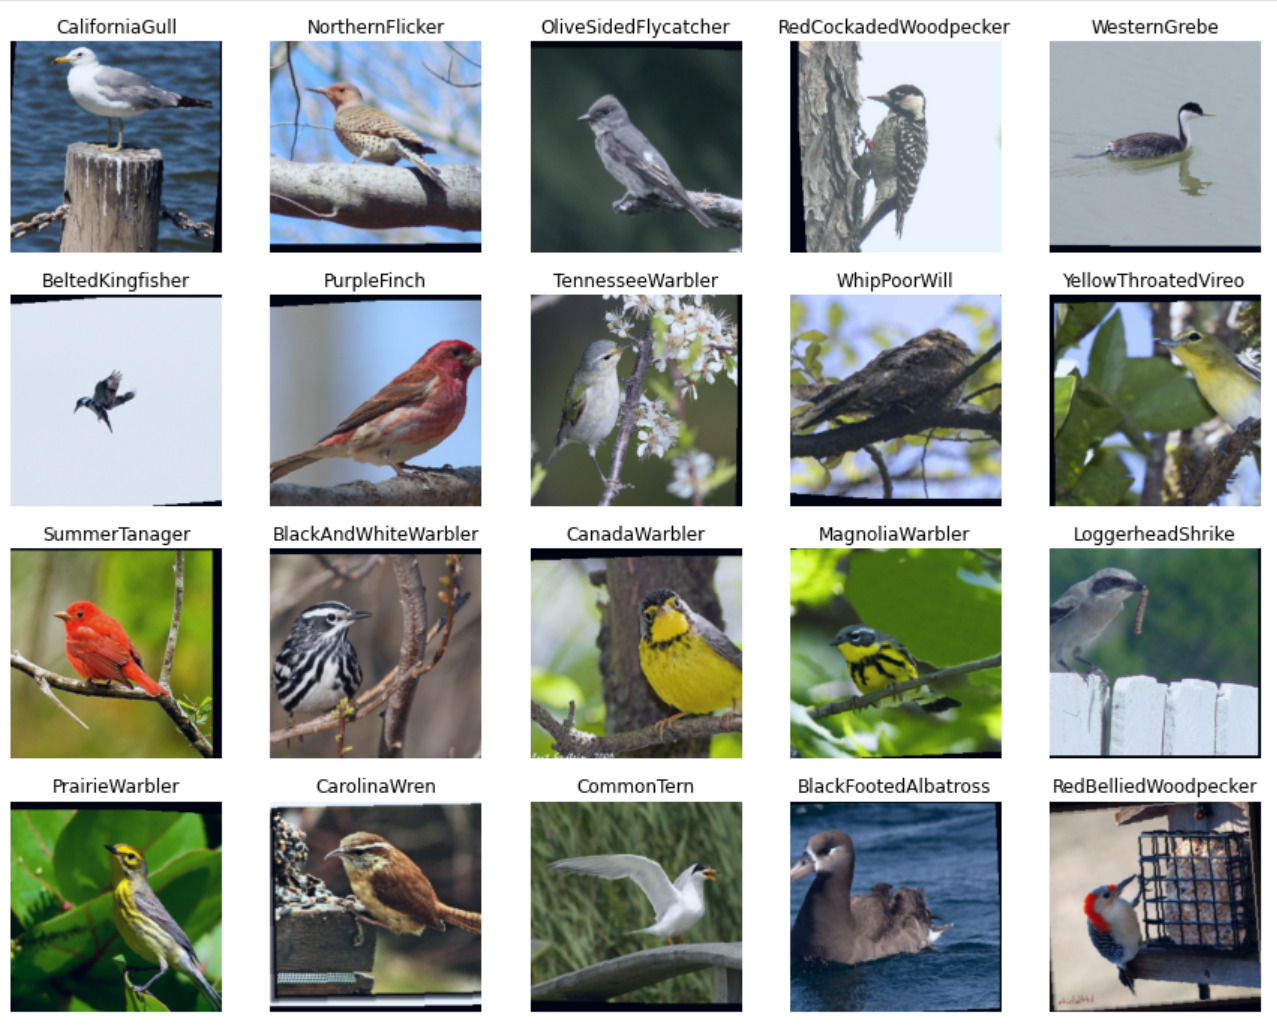 CaliforniaGull
NorthernFlicker
OliveSidedFlycatcher
RedCockadedWoodpecker
WesternGrebe
BeltedKingfisher
PurpleFinch
TennesseeWarbler
WhipPoorWill
YellowThroatedVireo
SummerTanager
BlackAndWhiteWarbler
CanadaWarbler
MagnoliaWarbler
LoggerheadShrike
PrairieWarbler
CarolinaWren
CommonTern
BlackFootedAlbatross
RedBelliedWoodpecker